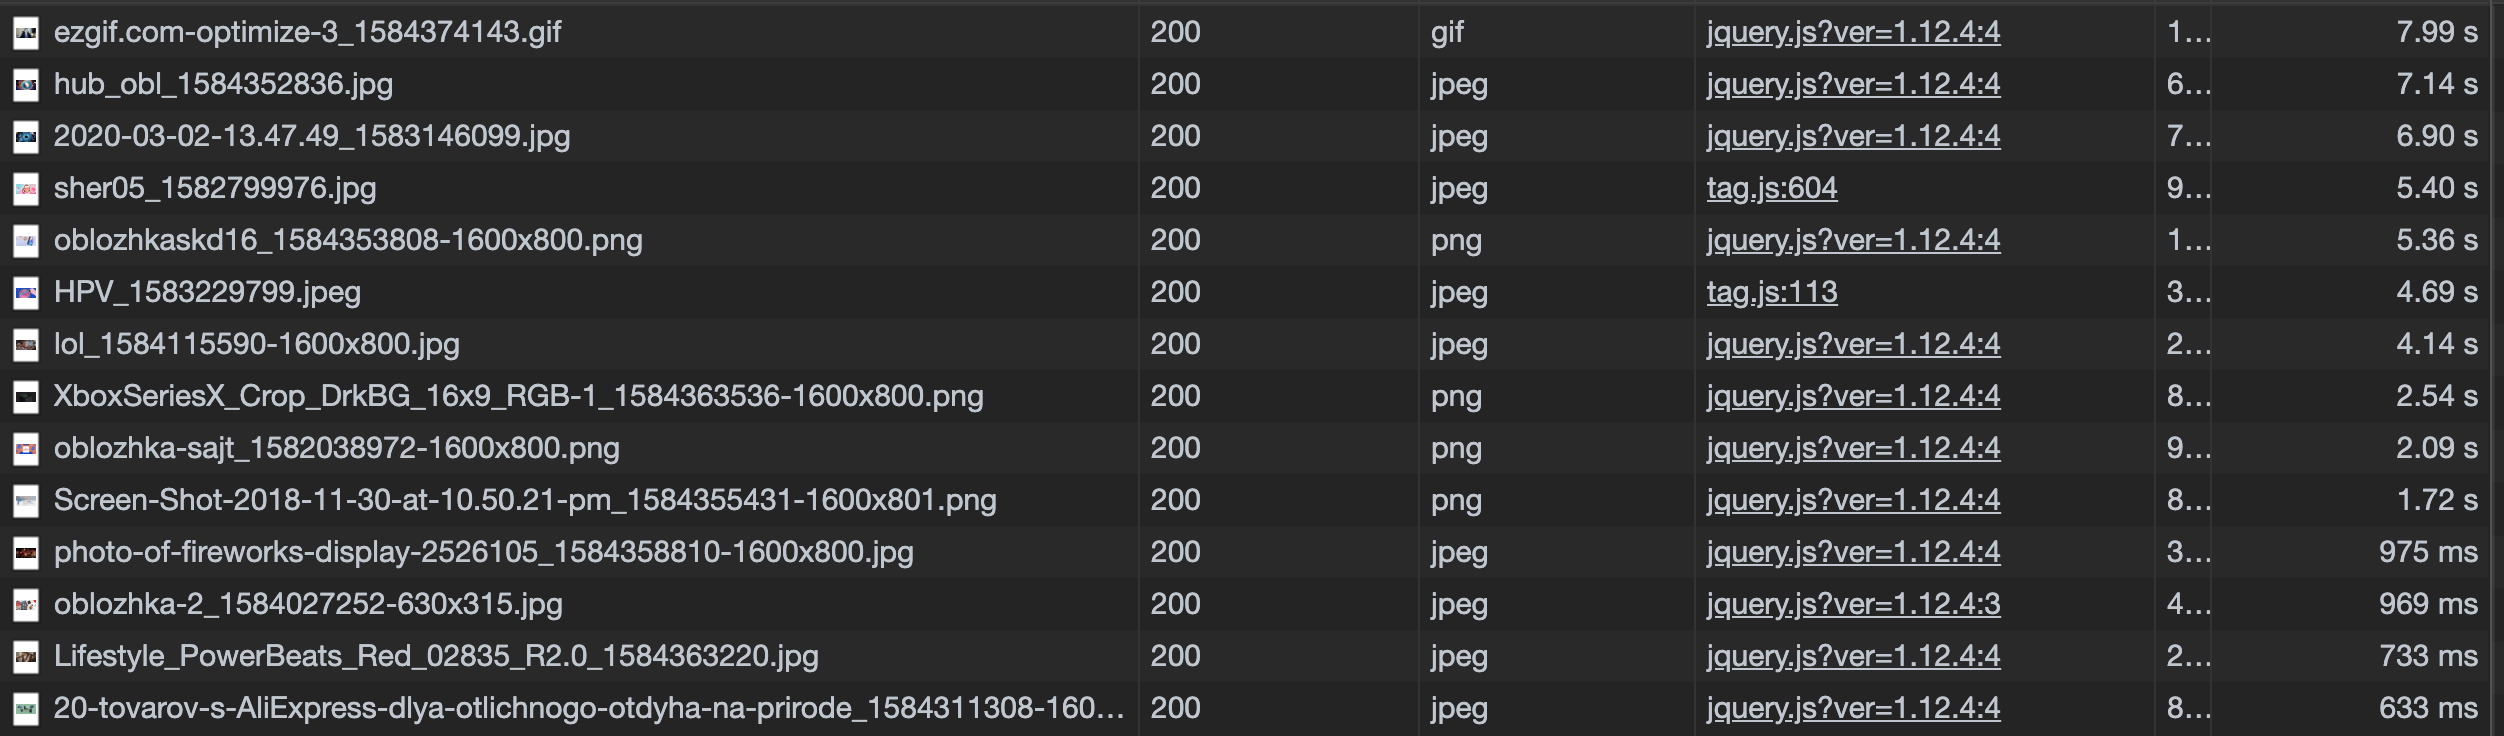 ezgif.com-optimize-3_1584374143.gif 200 gif jquery.js?ver=1.12.4:4 1... 7.99 s
hub_obl_1584352836.jpg 200 jpeg jquery.js?ver=1.12.4:4 6... 7.14 s
2020-03-02-13.47.49_1583146099.jpg 200 jpeg jquery.js?ver=1.12.4:4 7... 6.90 s
sher05_1582799976.jpg 200 jpeg tag.js:604 9... 5.40 s
oblozhkaskd16_1584353808-1600x800.png 200 png jquery.js?ver=1.12.4:4 1... 5.36 s
HPV_1583229799.jpeg 200 jpeg tag.js:113 3... 4.69 s
lol_1584115590-1600x800.jpg 200 jpeg jquery.js?ver=1.12.4:4 2... 4.14 s
XboxSeriesX_Crop_DrkBG_16x9_RGB-1_1584363536-1600x800.png 200 png jquery.js?ver=1.12.4:4 8... 2.54 s
oblozhka-sajt_1582038972-1600x800.png 200 png jquery.js?ver=1.12.4:4 9... 2.09 s
Screen-Shot-2018-11-30-at-10.50.21-pm_1584355431-1600x801.png 200 png jquery.js?ver=1.12.4:4 8... 1.72 s
photo-of-fireworks-display-2526105_1584358810-1600x800.jpg 200 jpeg jquery.js?ver=1.12.4:4 3... 975 ms
oblozhka-2_1584027252-630x315.jpg 200 jpeg jquery.js?ver=1.12.4:3 4... 969 ms
Lifestyle_PowerBeats_Red_02835_R2.0_1584363220.jpg 200 jpeg jquery.js?ver=1.12.4:4 2... 733 ms
20-tovarov-s-AliExpress-dlya-otlichnogo-otdyha-na-prirode_1584311308-160... 200 jpeg jquery.js?ver=1.12.4:4 8... 633 ms